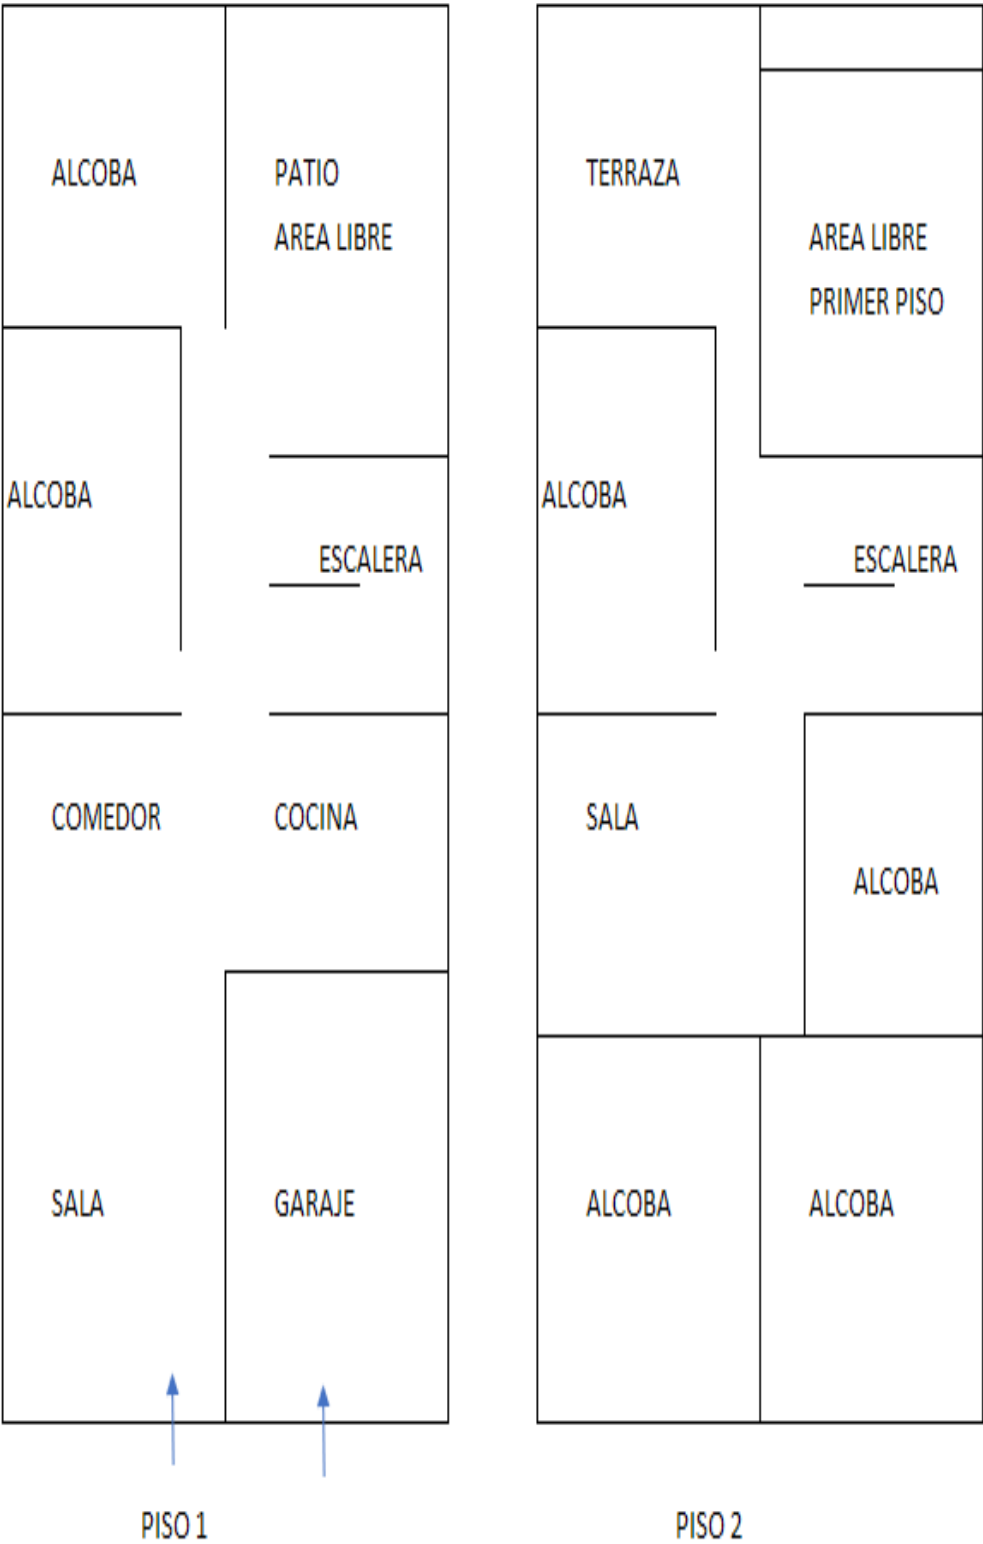 ALCOBA
PATIO
AREA LIBRE
ALCOBA
ESCALERA
COMEDOR
COCINA
SALA
GARAJE
PISO 1
TERRAZA
AREA LIBRE
PRIMER PISO
ALCOBA
ESCALERA
SALA
ALCOBA
ALCOBA
ALCOBA
PISO 2